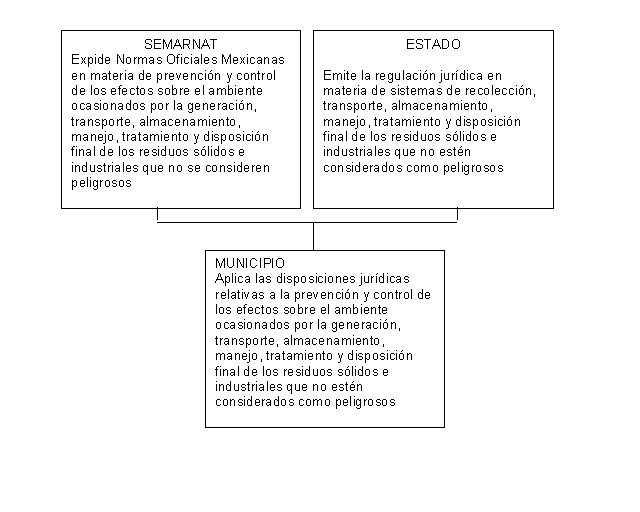 SEMARNAT
Expide Normas Oficiales Mexicanas
en materia de prevención y control
de los efectos sobre el ambiente
ocasionados por la generación,
transporte, almacenamiento,
manejo, tratamiento y disposición
final de los residuos sólidos e
industriales que no se consideren
peligrosos
ESTADO
Emite la regulación jurídica en
materia de sistemas de recolección,
transporte, almacenamiento,
manejo, tratamiento y disposición
final de los residuos sólidos e
industriales que no estén
considerados como peligrosos
MUNICIPIO
Aplica las disposiciones jurídicas
relativas a la prevención y control de
los efectos sobre el ambiente
ocasionados por la generación,
transporte, almacenamiento,
manejo, tratamiento y disposición
final de los residuos sólidos e
industriales que no estén
considerados como peligrosos